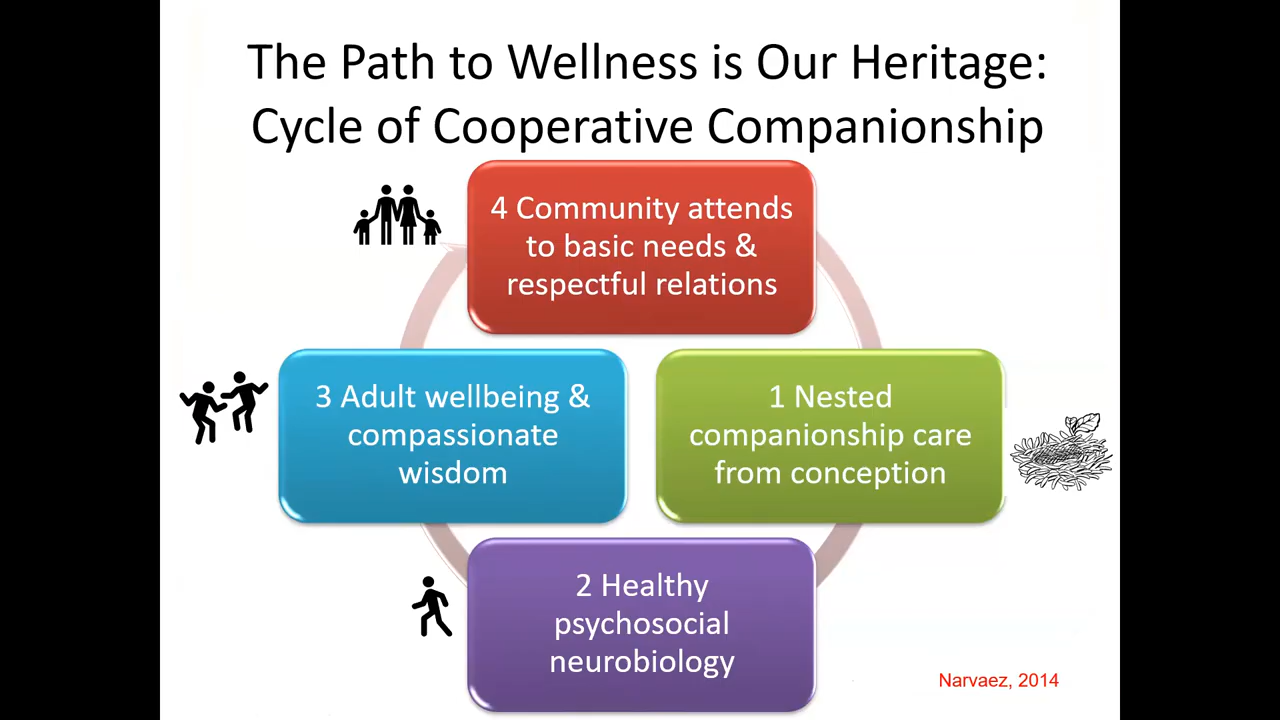 The Path to Wellness is Our Heritage:
Cycle of Cooperative Companionship
4 Community attends
to basic needs &
respectful relations
3 Adult wellbeing &
compassionate
wisdom
1 Nested
companionship care
from conception
2 Healthy
psychosocial
neurobiology
Narvaez, 2014